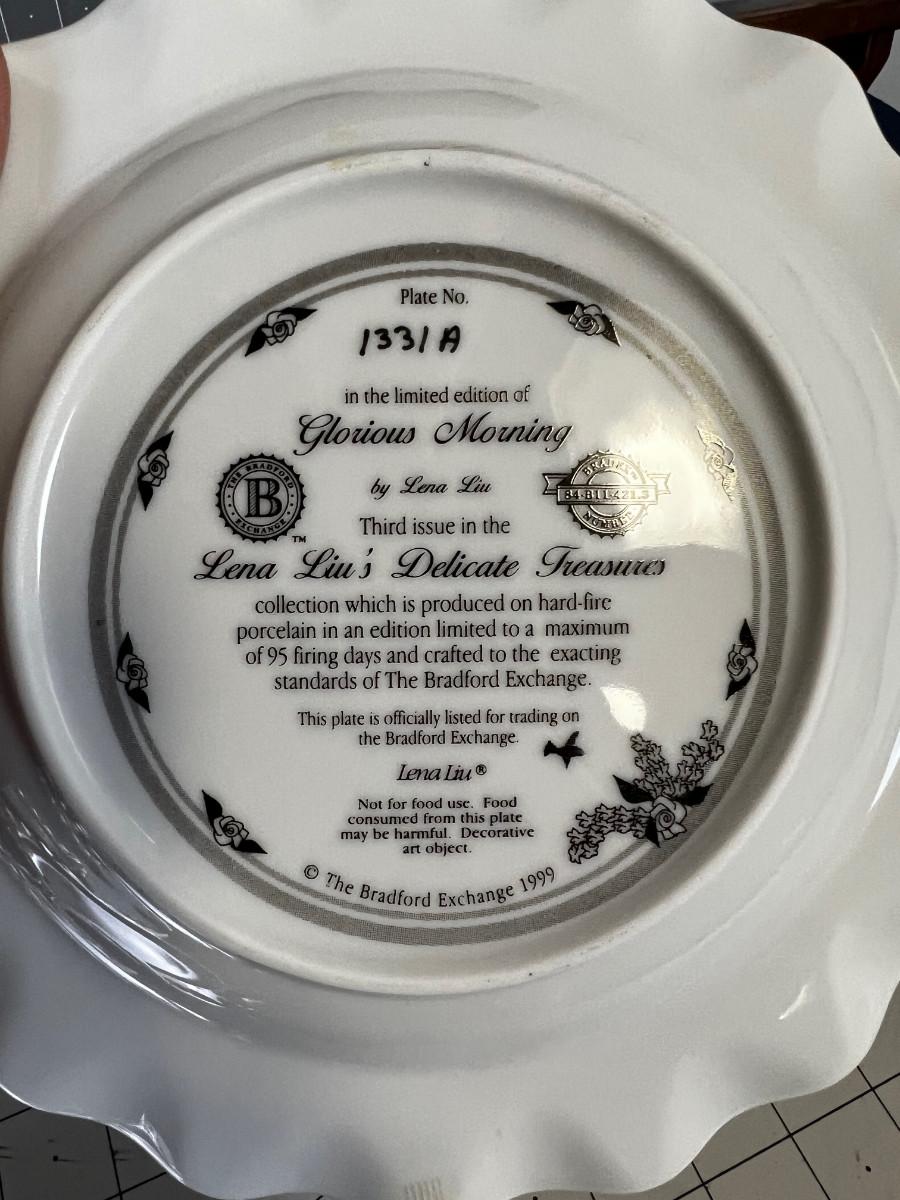 Plate No.
1331A
in the limited edition of
Glorious Morning
THE BRADFORD
B
EXCHANGE
TM
by Lena Liu
BRADEX
84-B11-421.3
NUMBER
Third issue in the
Lena Liu's Delicate Treasures
collection which is produced on hard-fire
porcelain in an edition limited to a maximum
of 95 firing days and crafted to the exacting
standards of The Bradford Exchange.
This plate is officially listed for trading on
the Bradford Exchange.
Lena Liu®
Not for food use. Food
consumed from this plate
may be harmful. Decorative
art object.
© The Bradford Exchange 1999